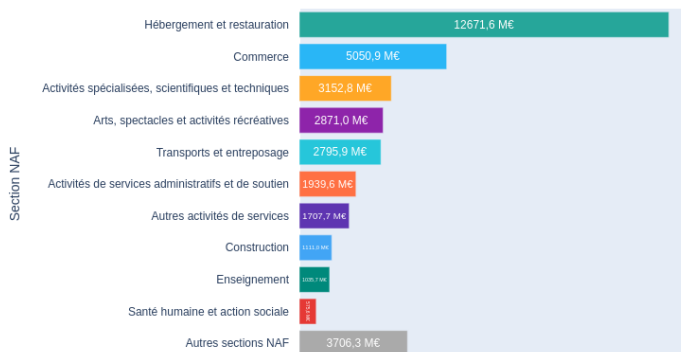 Hébergement et restauration 12671,6 M€
Commerce 5050,9 M€
Activités spécialisées, scientifiques et techniques 3152,8 M€
Arts, spectacles et activités récréatives 2871,0 M€
Transports et entreposage 2795,9 M€
Activités de services administratifs et de soutien 1939,6 M€
Autres activités de services 1707,7 M€
Construction M€
Enseignement M€
Santé humaine et action sociale
Autres sections NAF 3706,3 M€
Section NAF